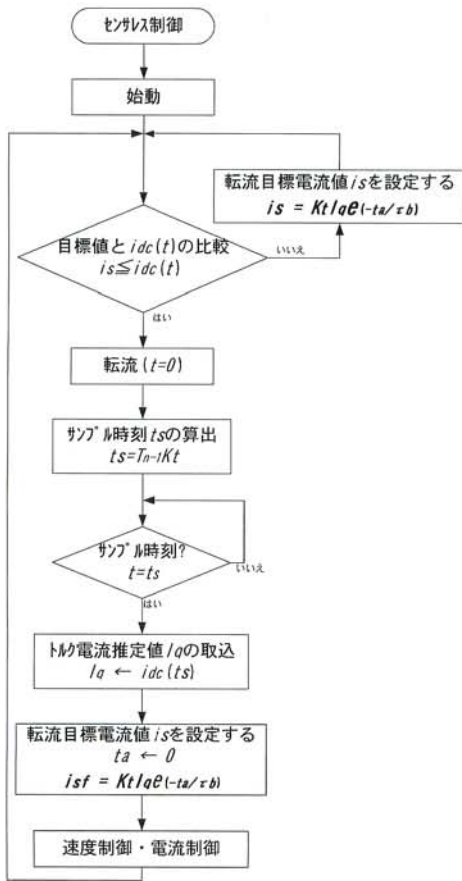 センサレス制御
始動
転流目標電流値isを設定する
is = KtIqe(-ta/τb)
目標値とidc(t)の比較
is≦idc(t)
いいえ
はい
転流(t=0)
サンプル時刻tsの算出
ts=Tn-1Kt
サンプル時刻?
t=ts
いいえ
はい
トルク電流推定値Iqの取込
Iq ← idc(ts)
転流目標電流値isを設定する
ta ← 0
isf = KtIqe(-ta/τb)
速度制御・電流制御